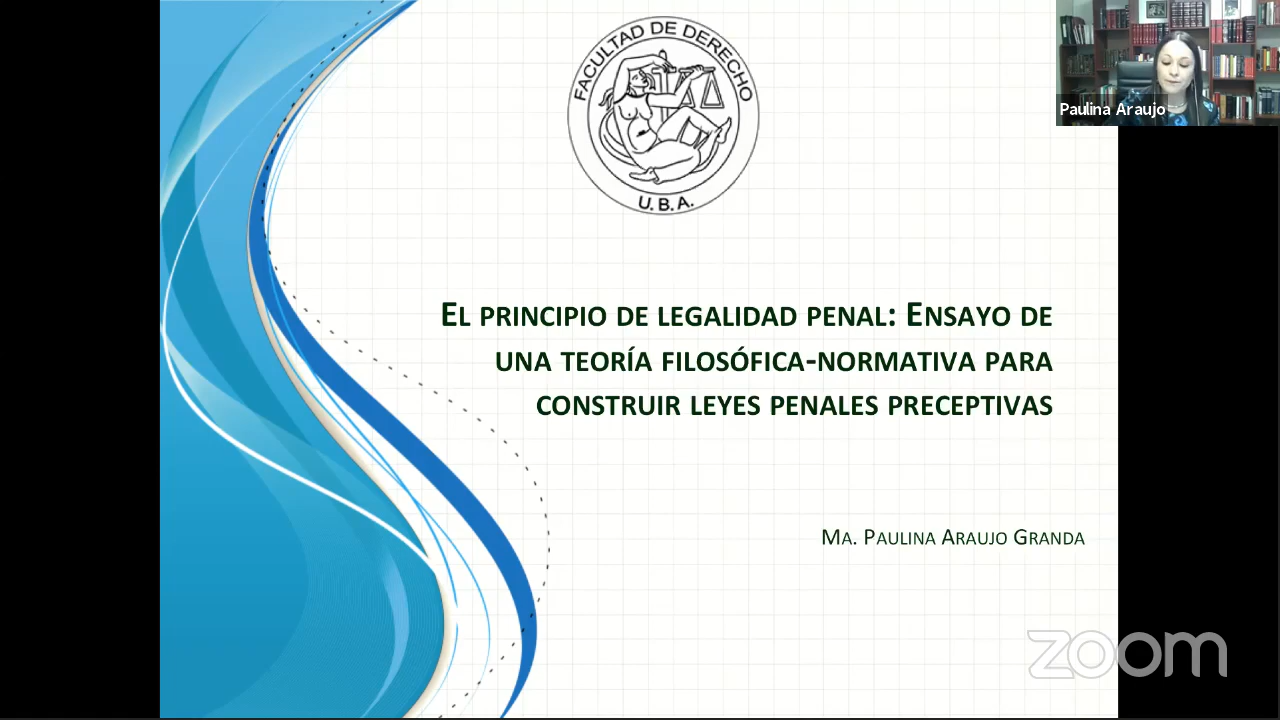 FACULTAD DE DERECHO
U.B.A.
Paulina Araujo
EL PRINCIPIO DE LEGALIDAD PENAL: ENSAYO DE
UNA TEORÍA FILOSÓFICA-NORMATIVA PARA
CONSTRUIR LEYES PENALES PRECEPTIVAS
MA. PAULINA ARAUJO GRANDA
zoom